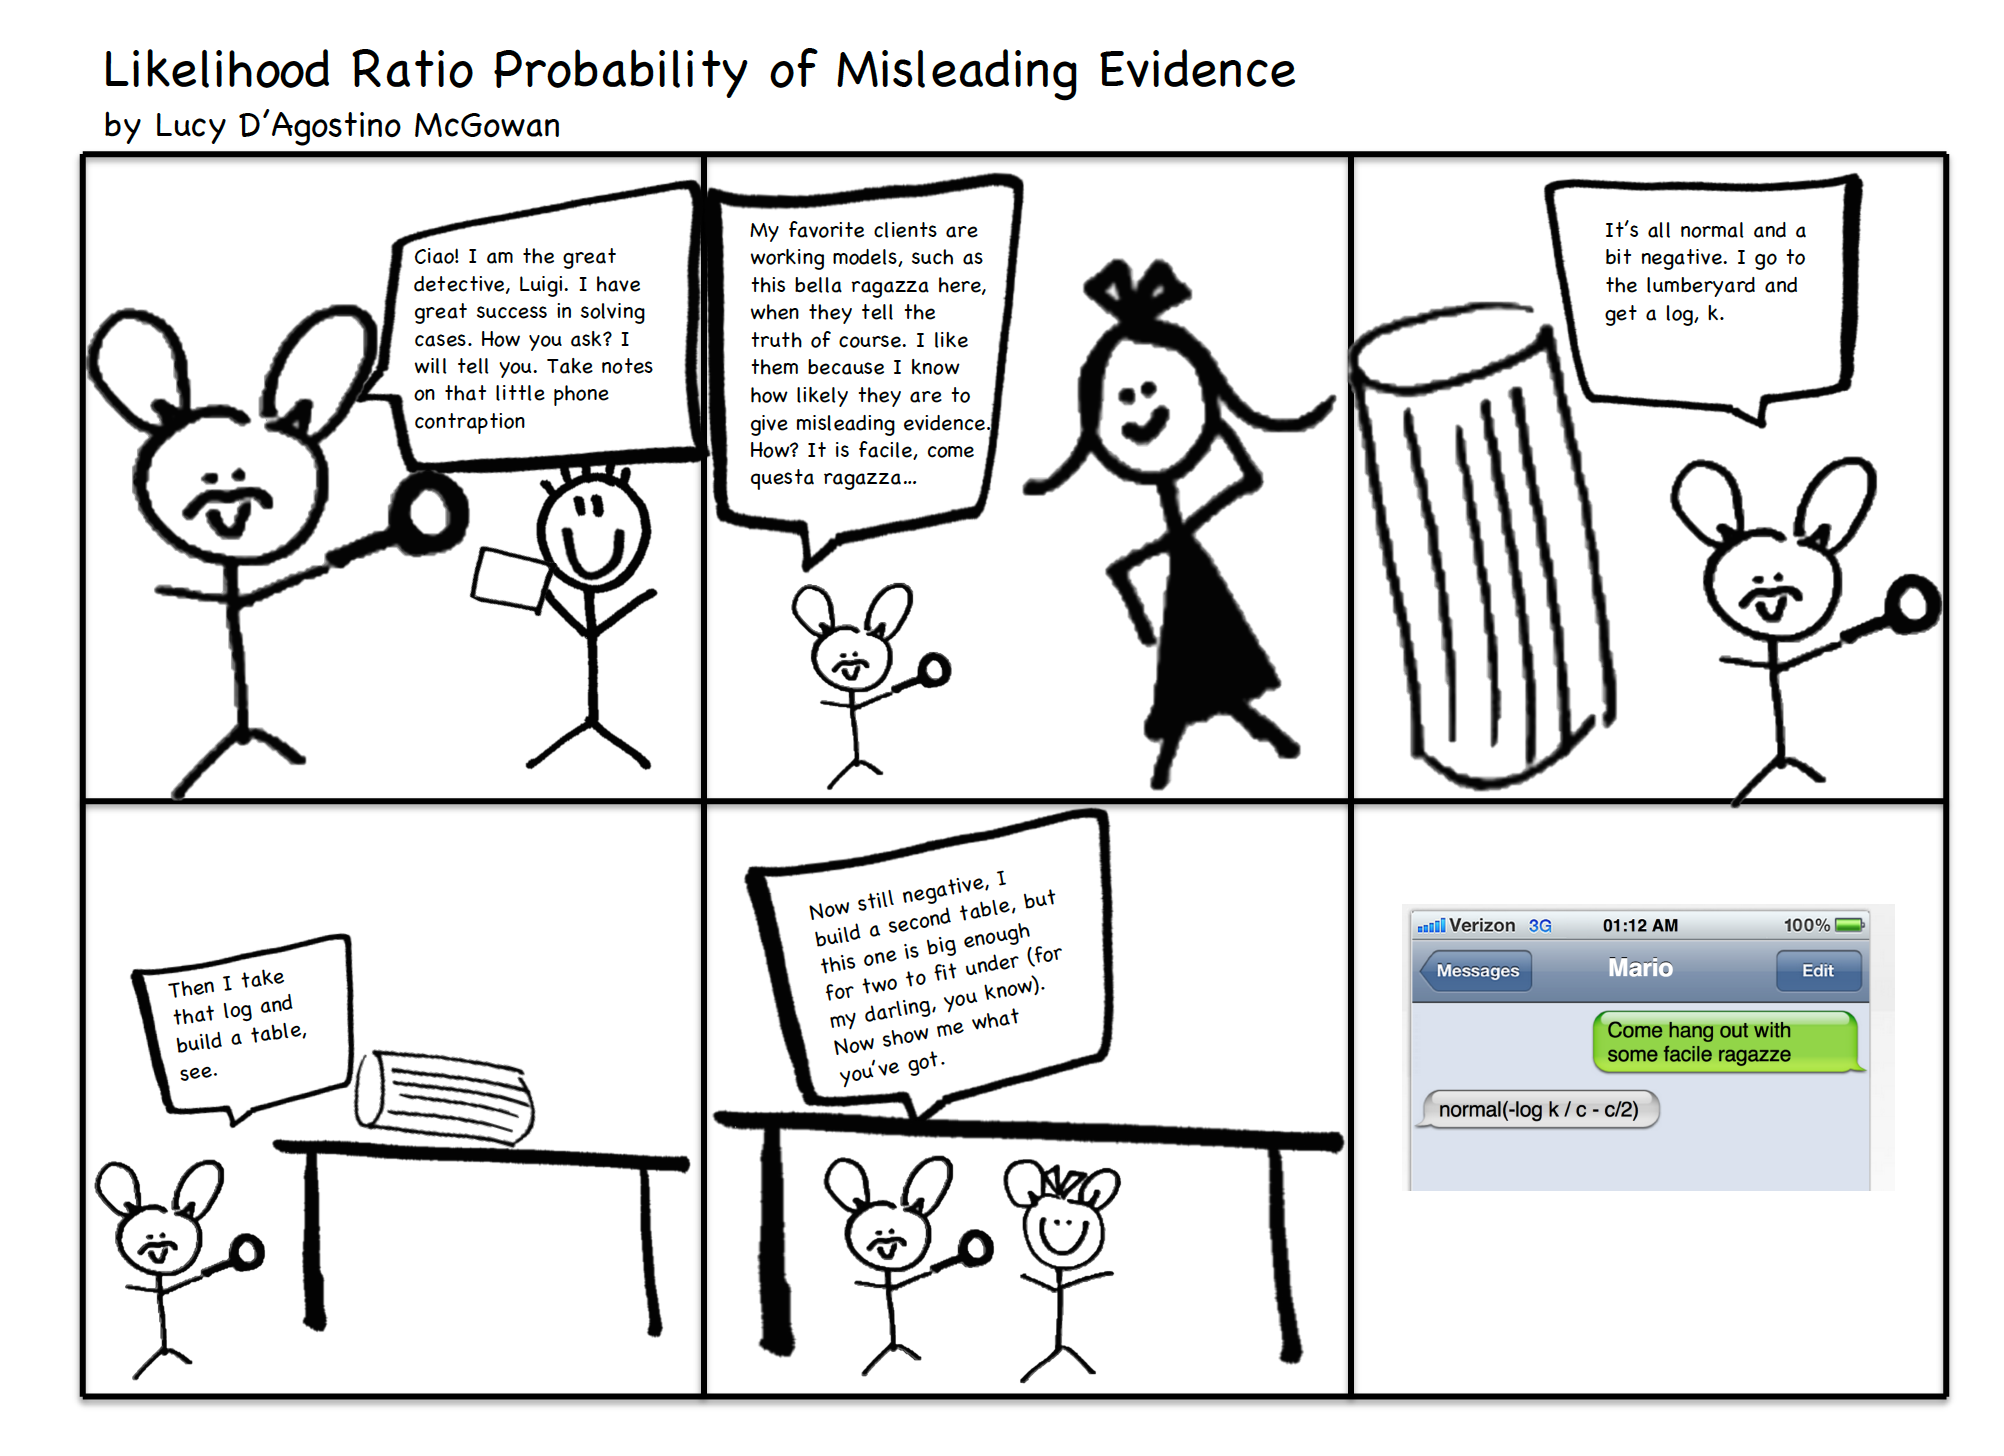 Likelihood Ratio Probability of Misleading Evidence
by Lucy D'Agostino McGowan
Ciao! I am the great
detective, Luigi. I have
great success in solving
cases. How you ask? I
will tell you. Take notes
on that little phone
contraption
My favorite clients are
working models, such as
this bella ragazza here,
when they tell the
truth of course. I like
them because I know
how likely they are to
give misleading evidence.
How? It is facile, come
questa ragazza...
It's all normal and a
bit negative. I go to
the lumberyard and
get a log, k.
Then I take
that log and
build a table,
see.
Now still negative, I
build a second table, but
this one is big enough
for two to fit under (for
my darling, you know).
Now show me what
you've got.
Verizon 3G 01:12 AM 100%
Messages Mario Edit
Come hang out with
some facile ragazze
normal(-log k / c - c/2)